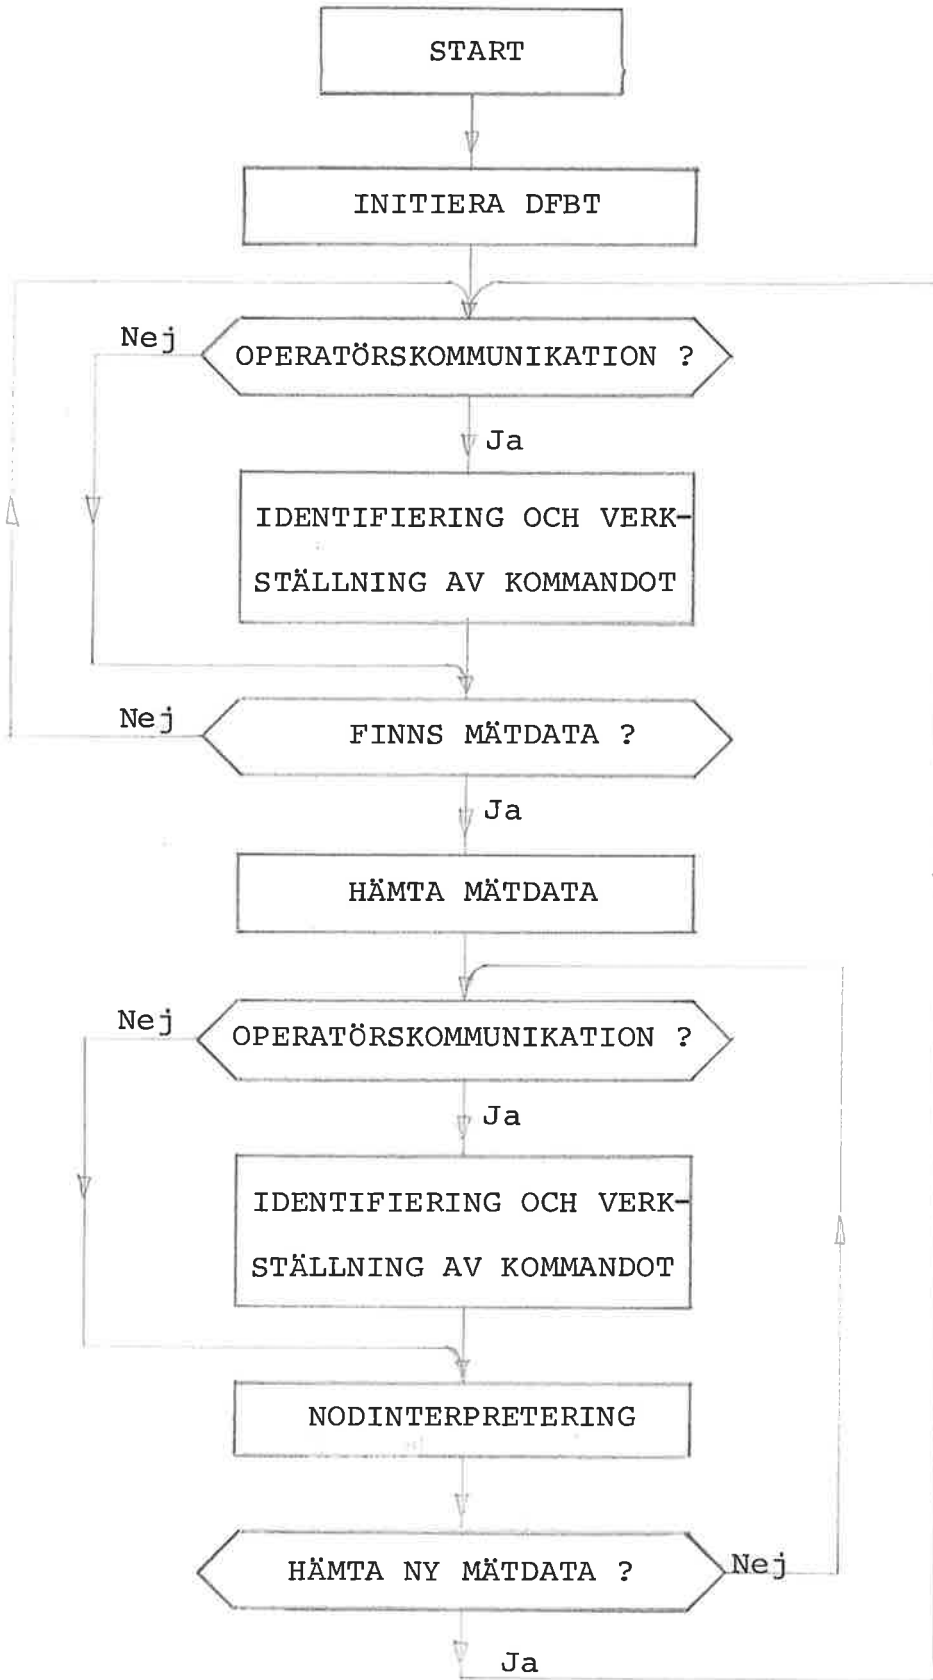 START
INITIERA DFBT
Nej
OPERATÖRSKOMMUNIKATION ?
Ja
IDENTIFIERING OCH VERK-
STÄLLNING AV KOMMANDOT
Nej
FINNS MÄTDATA ?
Ja
HÄMTA MÄTDATA
Nej
OPERATÖRSKOMMUNIKATION ?
Ja
IDENTIFIERING OCH VERK-
STÄLLNING AV KOMMANDOT
NODINTERPRETERING
HÄMTA NY MÄTDATA ?
Nej
Ja